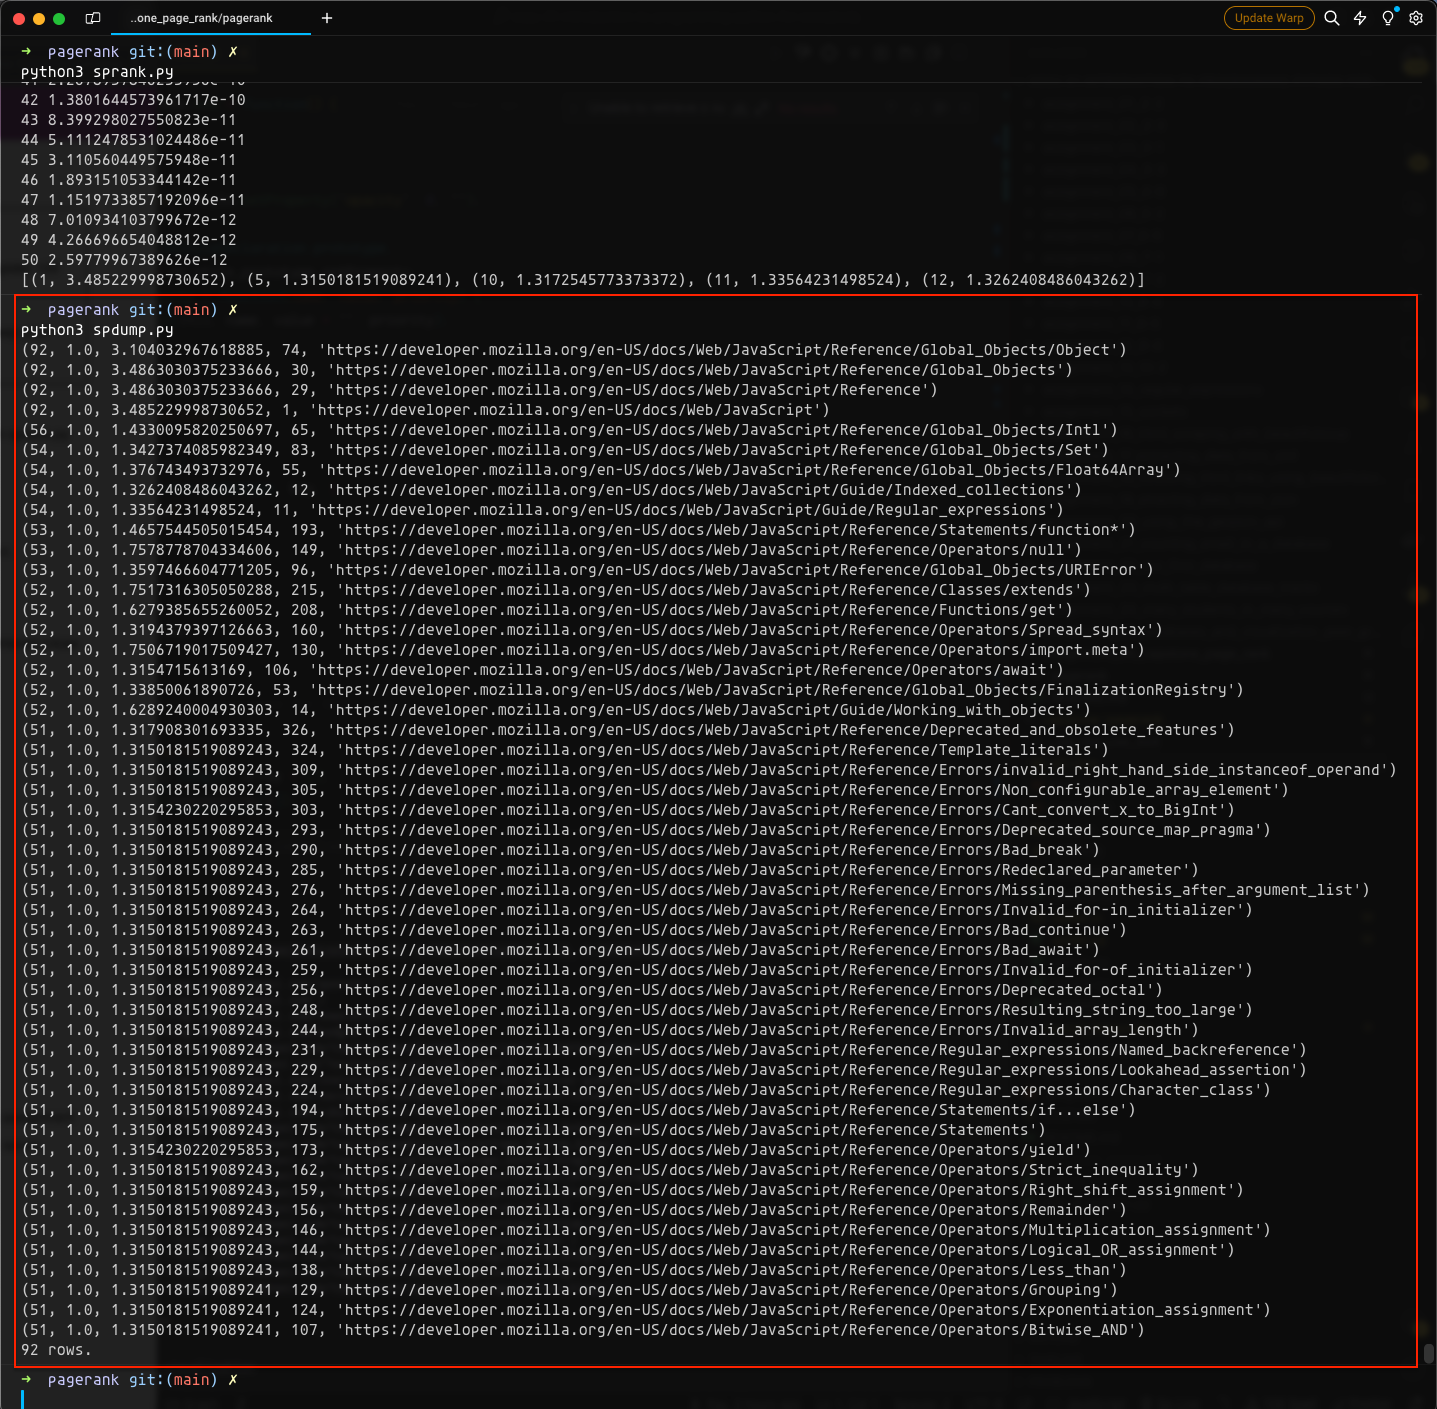 ..one_page_rank/pagerank
+
Update Warp
→ pagerank git:(main) ✗
python3 sprank.py
42 1.3801644573961717e-10
43 8.399298027550823e-11
44 5.1112478531024486e-11
45 3.110560449575948e-11
46 1.893151053344142e-11
47 1.1519733857192096e-11
48 7.010934103799672e-12
49 4.266696654048812e-12
50 2.59779967389626e-12
[(1, 3.485229998730652), (5, 1.3150181519089241), (10, 1.3172545773373372), (11, 1.33564231498524), (12, 1.3262408486043262)]
→ pagerank git:(main) ✗
python3 spdump.py
(92, 1.0, 3.104032967618885, 74, 'https://developer.mozilla.org/en-US/docs/Web/JavaScript/Reference/Global_Objects/Object')
(92, 1.0, 3.4863030375233666, 30, 'https://developer.mozilla.org/en-US/docs/Web/JavaScript/Reference/Global_Objects')
(92, 1.0, 3.4863030375233666, 29, 'https://developer.mozilla.org/en-US/docs/Web/JavaScript/Reference')
(92, 1.0, 3.485229998730652, 1, 'https://developer.mozilla.org/en-US/docs/Web/JavaScript')
(56, 1.0, 1.4330095820250697, 65, 'https://developer.mozilla.org/en-US/docs/Web/JavaScript/Reference/Global_Objects/Intl')
(54, 1.0, 1.3427374085982349, 83, 'https://developer.mozilla.org/en-US/docs/Web/JavaScript/Reference/Global_Objects/Set')
(54, 1.0, 1.376743493732976, 55, 'https://developer.mozilla.org/en-US/docs/Web/JavaScript/Reference/Global_Objects/Float64Array')
(54, 1.0, 1.3262408486043262, 12, 'https://developer.mozilla.org/en-US/docs/Web/JavaScript/Guide/Indexed_collections')
(54, 1.0, 1.33564231498524, 11, 'https://developer.mozilla.org/en-US/docs/Web/JavaScript/Guide/Regular_expressions')
(53, 1.0, 1.4657544505015454, 193, 'https://developer.mozilla.org/en-US/docs/Web/JavaScript/Reference/Statements/function*')
(53, 1.0, 1.7578778704334606, 149, 'https://developer.mozilla.org/en-US/docs/Web/JavaScript/Reference/Operators/null')
(53, 1.0, 1.3597466604771205, 96, 'https://developer.mozilla.org/en-US/docs/Web/JavaScript/Reference/Global_Objects/URIError')
(52, 1.0, 1.7517316305050288, 215, 'https://developer.mozilla.org/en-US/docs/Web/JavaScript/Reference/Classes/extends')
(52, 1.0, 1.6279385655260052, 208, 'https://developer.mozilla.org/en-US/docs/Web/JavaScript/Reference/Functions/get')
(52, 1.0, 1.3194379397126663, 160, 'https://developer.mozilla.org/en-US/docs/Web/JavaScript/Reference/Operators/Spread_syntax')
(52, 1.0, 1.7506719017509427, 130, 'https://developer.mozilla.org/en-US/docs/Web/JavaScript/Reference/Operators/import.meta')
(52, 1.0, 1.3154715613169, 106, 'https://developer.mozilla.org/en-US/docs/Web/JavaScript/Reference/Operators/await')
(52, 1.0, 1.33850061890726, 53, 'https://developer.mozilla.org/en-US/docs/Web/JavaScript/Reference/Global_Objects/FinalizationRegistry')
(52, 1.0, 1.6289240004930303, 14, 'https://developer.mozilla.org/en-US/docs/Web/JavaScript/Guide/Working_with_objects')
(51, 1.0, 1.317908301693335, 326, 'https://developer.mozilla.org/en-US/docs/Web/JavaScript/Reference/Deprecated_and_obsolete_features')
(51, 1.0, 1.3150181519089243, 324, 'https://developer.mozilla.org/en-US/docs/Web/JavaScript/Reference/Template_literals')
(51, 1.0, 1.3150181519089243, 309, 'https://developer.mozilla.org/en-US/docs/Web/JavaScript/Reference/Errors/invalid_right_hand_side_instanceof_operand')
(51, 1.0, 1.3150181519089243, 305, 'https://developer.mozilla.org/en-US/docs/Web/JavaScript/Reference/Errors/Non_configurable_array_element')
(51, 1.0, 1.3154230220295853, 303, 'https://developer.mozilla.org/en-US/docs/Web/JavaScript/Reference/Errors/Cant_convert_x_to_BigInt')
(51, 1.0, 1.3150181519089243, 293, 'https://developer.mozilla.org/en-US/docs/Web/JavaScript/Reference/Errors/Deprecated_source_map_pragma')
(51, 1.0, 1.3150181519089243, 290, 'https://developer.mozilla.org/en-US/docs/Web/JavaScript/Reference/Errors/Bad_break')
(51, 1.0, 1.3150181519089243, 285, 'https://developer.mozilla.org/en-US/docs/Web/JavaScript/Reference/Errors/Redeclared_parameter')
(51, 1.0, 1.3150181519089243, 276, 'https://developer.mozilla.org/en-US/docs/Web/JavaScript/Reference/Errors/Missing_parenthesis_after_argument_list')
(51, 1.0, 1.3150181519089243, 264, 'https://developer.mozilla.org/en-US/docs/Web/JavaScript/Reference/Errors/Invalid_for-in_initializer')
(51, 1.0, 1.3150181519089243, 263, 'https://developer.mozilla.org/en-US/docs/Web/JavaScript/Reference/Errors/Bad_continue')
(51, 1.0, 1.3150181519089243, 261, 'https://developer.mozilla.org/en-US/docs/Web/JavaScript/Reference/Errors/Bad_await')
(51, 1.0, 1.3150181519089243, 259, 'https://developer.mozilla.org/en-US/docs/Web/JavaScript/Reference/Errors/Invalid_for-of_initializer')
(51, 1.0, 1.3150181519089243, 256, 'https://developer.mozilla.org/en-US/docs/Web/JavaScript/Reference/Errors/Deprecated_octal')
(51, 1.0, 1.3150181519089243, 248, 'https://developer.mozilla.org/en-US/docs/Web/JavaScript/Reference/Errors/Resulting_string_too_large')
(51, 1.0, 1.3150181519089243, 244, 'https://developer.mozilla.org/en-US/docs/Web/JavaScript/Reference/Errors/Invalid_array_length')
(51, 1.0, 1.3150181519089243, 231, 'https://developer.mozilla.org/en-US/docs/Web/JavaScript/Reference/Regular_expressions/Named_backreference')
(51, 1.0, 1.3150181519089243, 229, 'https://developer.mozilla.org/en-US/docs/Web/JavaScript/Reference/Regular_expressions/Lookahead_assertion')
(51, 1.0, 1.3150181519089243, 224, 'https://developer.mozilla.org/en-US/docs/Web/JavaScript/Reference/Regular_expressions/Character_class')
(51, 1.0, 1.3150181519089243, 194, 'https://developer.mozilla.org/en-US/docs/Web/JavaScript/Reference/Statements/if...else')
(51, 1.0, 1.3150181519089243, 175, 'https://developer.mozilla.org/en-US/docs/Web/JavaScript/Reference/Statements')
(51, 1.0, 1.3154230220295853, 173, 'https://developer.mozilla.org/en-US/docs/Web/JavaScript/Reference/Operators/yield')
(51, 1.0, 1.3150181519089243, 162, 'https://developer.mozilla.org/en-US/docs/Web/JavaScript/Reference/Operators/Strict_inequality')
(51, 1.0, 1.3150181519089243, 159, 'https://developer.mozilla.org/en-US/docs/Web/JavaScript/Reference/Operators/Right_shift_assignment')
(51, 1.0, 1.3150181519089243, 156, 'https://developer.mozilla.org/en-US/docs/Web/JavaScript/Reference/Operators/Remainder')
(51, 1.0, 1.3150181519089243, 146, 'https://developer.mozilla.org/en-US/docs/Web/JavaScript/Reference/Operators/Multiplication_assignment')
(51, 1.0, 1.3150181519089243, 144, 'https://developer.mozilla.org/en-US/docs/Web/JavaScript/Reference/Operators/Logical_OR_assignment')
(51, 1.0, 1.3150181519089243, 138, 'https://developer.mozilla.org/en-US/docs/Web/JavaScript/Reference/Operators/Less_than')
(51, 1.0, 1.3150181519089241, 129, 'https://developer.mozilla.org/en-US/docs/Web/JavaScript/Reference/Operators/Grouping')
(51, 1.0, 1.3150181519089241, 124, 'https://developer.mozilla.org/en-US/docs/Web/JavaScript/Reference/Operators/Exponentiation_assignment')
(51, 1.0, 1.3150181519089241, 107, 'https://developer.mozilla.org/en-US/docs/Web/JavaScript/Reference/Operators/Bitwise_AND')
92 rows.
→ pagerank git:(main) ✗